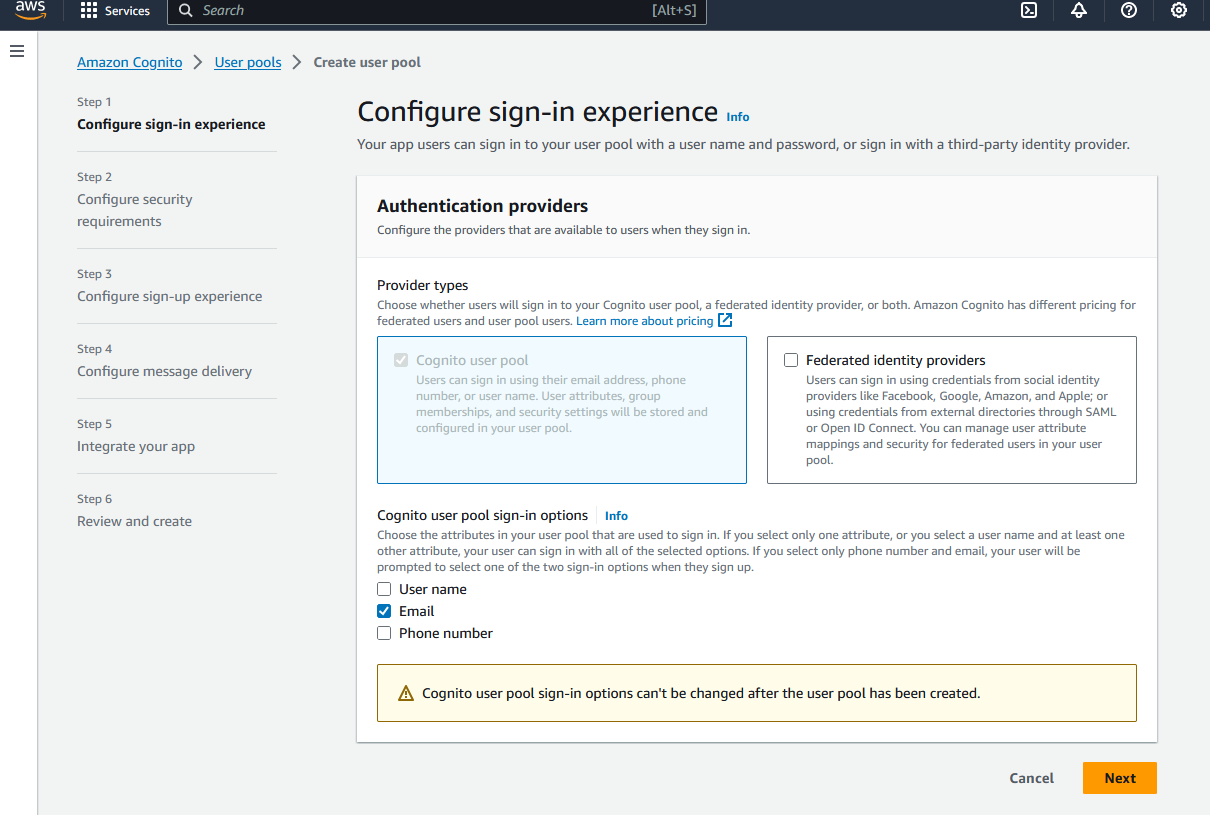 aws
Services
Search
[Alt+S]
Amazon Cognito > User pools > Create user pool
Step 1
Configure sign-in experience
Step 2
Configure security
requirements
Step 3
Configure sign-up experience
Step 4
Configure message delivery
Step 5
Integrate your app
Step 6
Review and create
Configure sign-in experience Info
Your app users can sign in to your user pool with a user name and password, or sign in with a third-party identity provider.
Authentication providers
Configure the providers that are available to users when they sign in.
Provider types
Choose whether users will sign in to your Cognito user pool, a federated identity provider, or both. Amazon Cognito has different pricing for
federated users and user pool users. Learn more about pricing
Cognito user pool
Users can sign in using their email address, phone
number, or user name. User attributes, group
memberships, and security settings will be stored and
configured in your user pool.
Federated identity providers
Users can sign in using credentials from social identity
providers like Facebook, Google, Amazon, and Apple; or
using credentials from external directories through SAML
or Open ID Connect. You can manage user attribute
mappings and security for federated users in your user
pool.
Cognito user pool sign-in options Info
Choose the attributes in your user pool that are used to sign in. If you select only one attribute, or you select a user name and at least one
other attribute, your user can sign in with all of the selected options. If you select only phone number and email, your user will be
prompted to select one of the two sign-in options when they sign up.
User name
Email
Phone number
Cognito user pool sign-in options can't be changed after the user pool has been created.
Cancel
Next